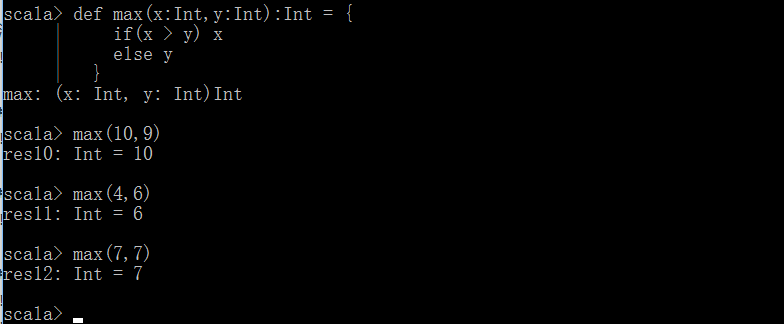 scala> def max(x:Int,y:Int):Int = {
     |     if(x > y) x
     |     else y
     |   }
max: (x: Int, y: Int)Int

scala> max(10,9)
res10: Int = 10

scala> max(4,6)
res11: Int = 6

scala> max(7,7)
res12: Int = 7

scala>